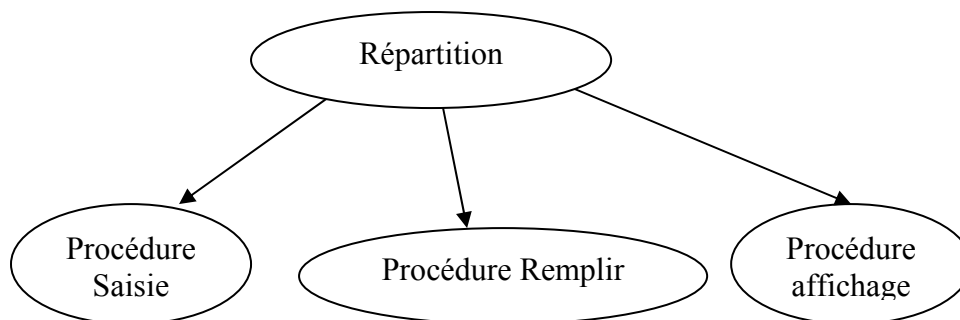 Répartition
Procédure
Saisie
Procédure Remplir
Procédure
affichage